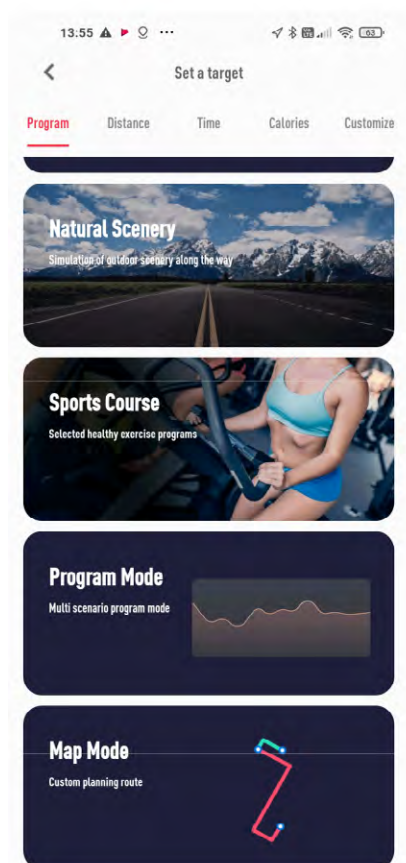 13:55
63
Set a target
Program Distance Time Calories Customize
Natural Scenery
Simulation of outdoor scenery along the way
Sports Course
Selected healthy exercise programs
Program Mode
Multi scenario program mode
Map Mode
Custom planning route